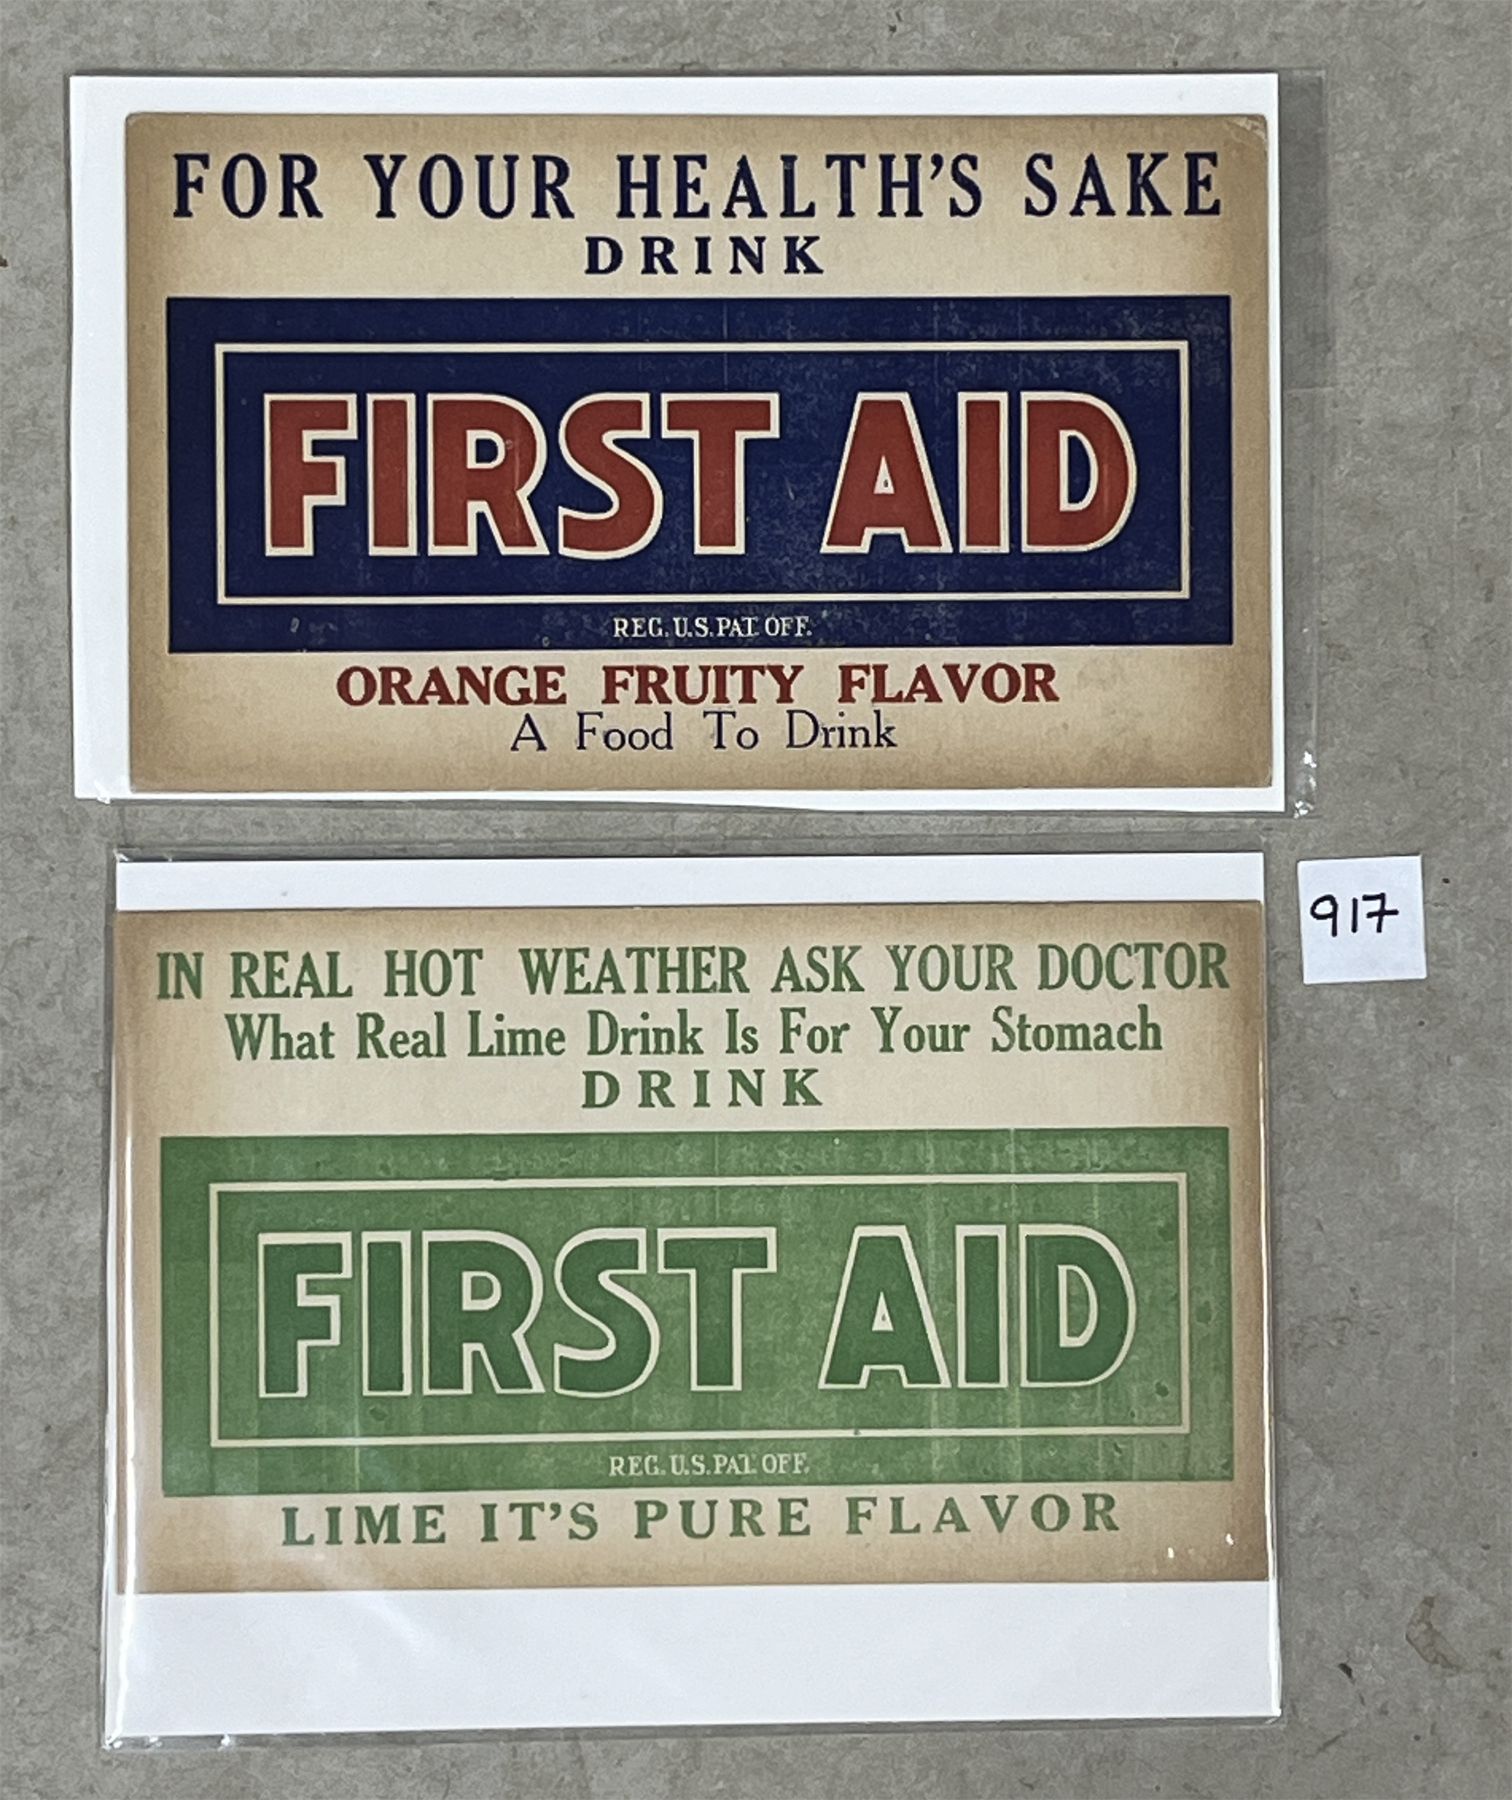 FOR YOUR HEALTH'S SAKE
DRINK
FIRST AID
REG. U.S. PAT. OFF.
ORANGE FRUITY FLAVOR
A Food To Drink
917
IN REAL HOT WEATHER ASK YOUR DOCTOR
What Real Lime Drink Is For Your Stomach
DRINK
FIRST AID
REG. U.S. PAT. OFF.
LIME IT'S PURE FLAVOR